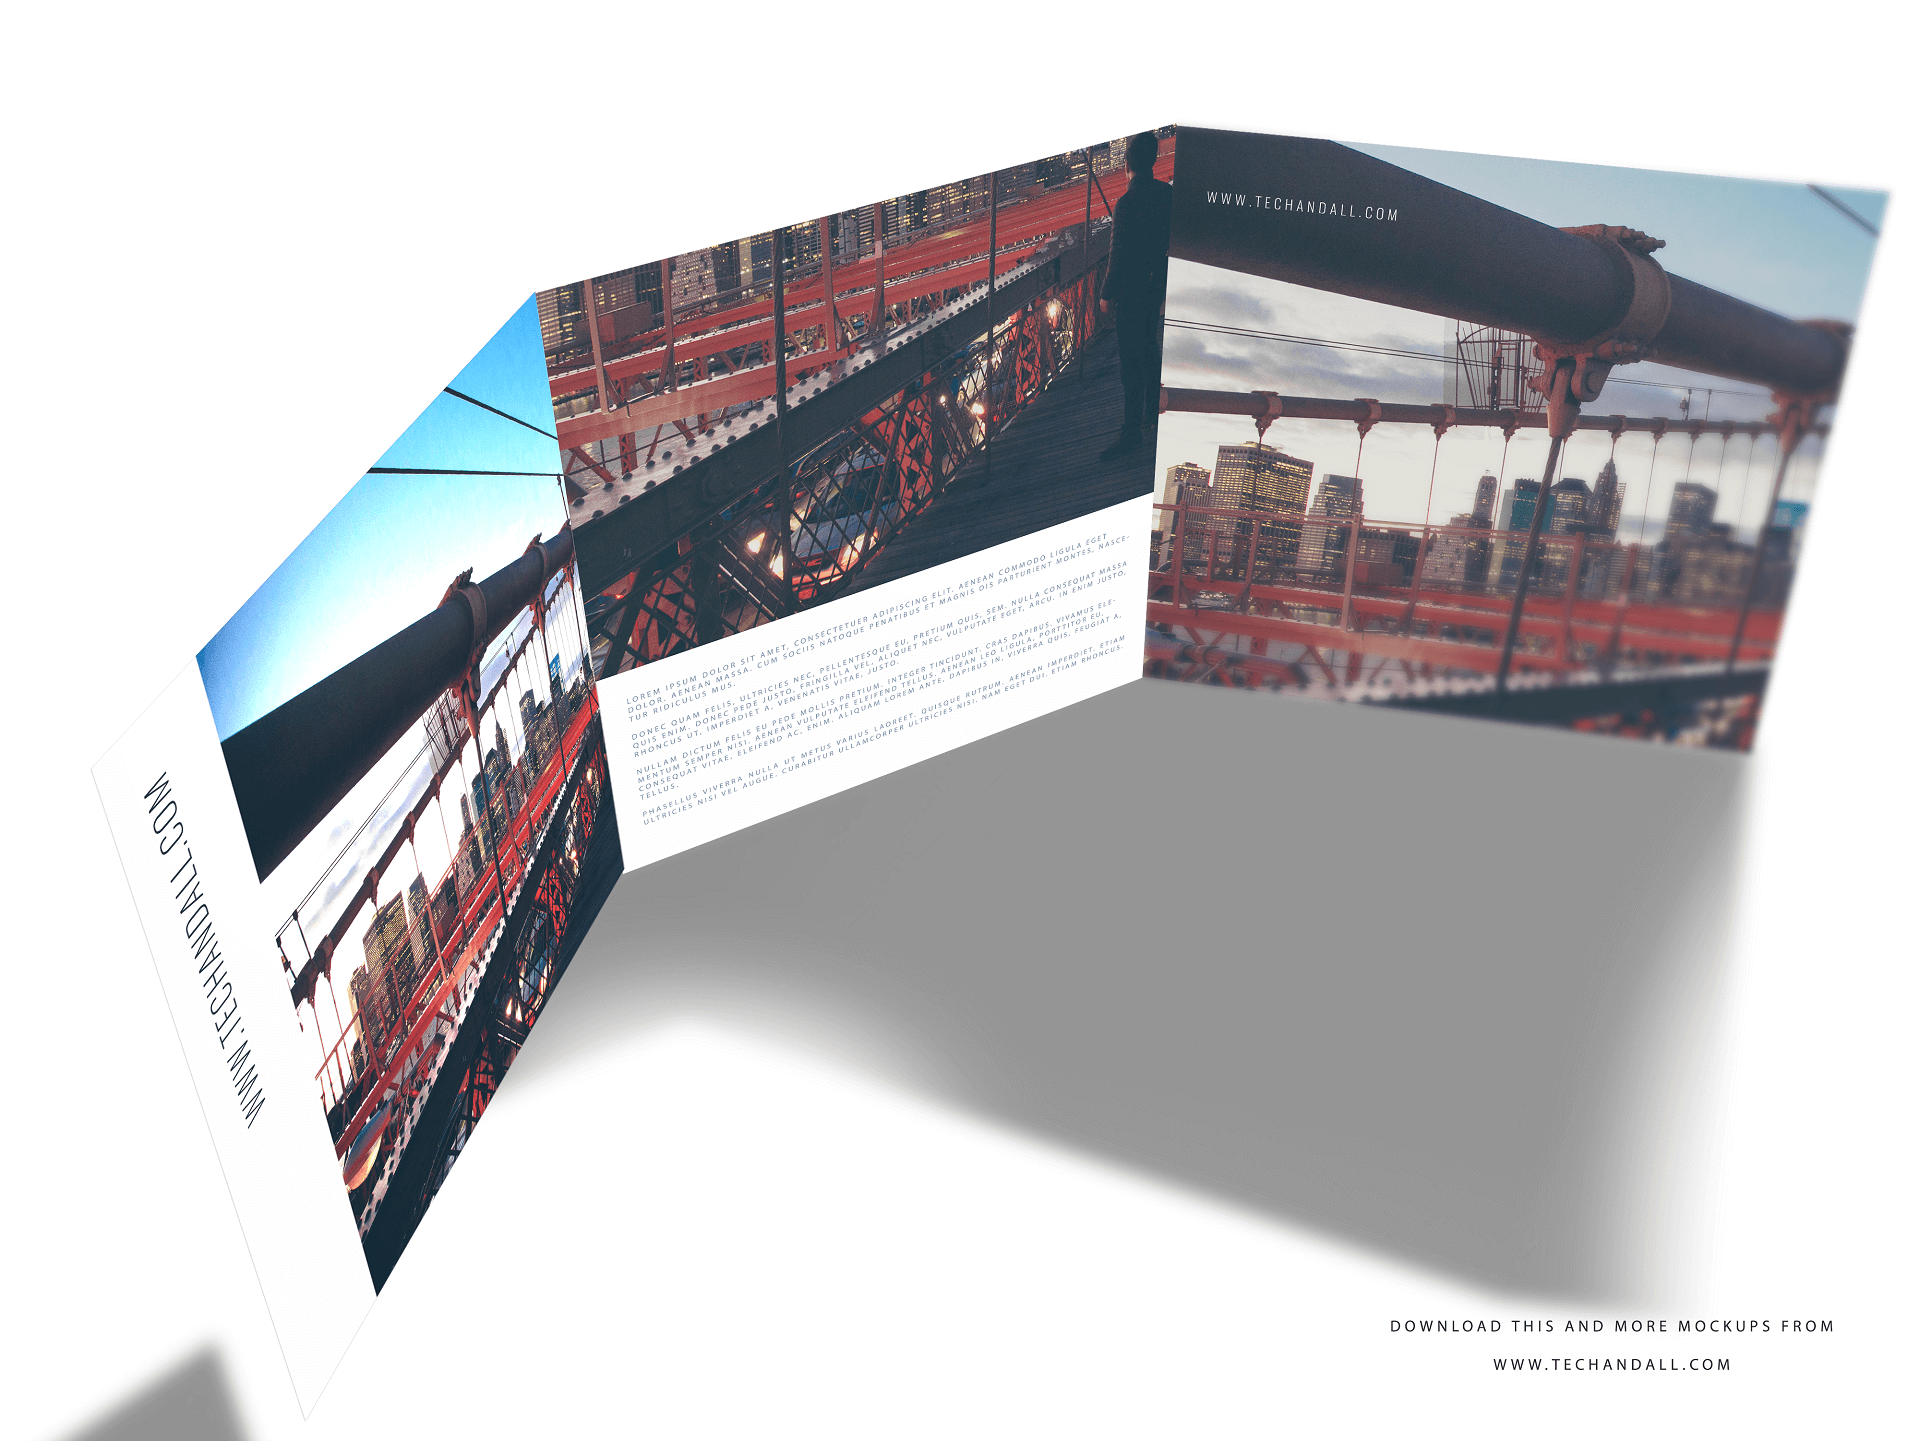 WWW.TECHANDALL.COM
WWW.TECHANDALL.COM
LOREM IPSUM DOLOR SIT AMET, CONSECTETUER ADIPISCING ELIT. AENEAN COMMODO LIGULA EGET
DOLOR. AENEAN MASSA. CUM SOCIIS NATOQUE PENATIBUS ET MAGNIS DIS PARTURIENT MONTES, NASCE-
TUR RIDICULUS MUS.
DONEC QUAM FELIS, ULTRICIES NEC, PELLENTESQUE EU, PRETIUM QUIS, SEM. NULLA CONSEQUAT MASSA
QUIS ENIM. DONEC PEDE JUSTO, FRINGILLA VEL, ALIQUET NEC, VULPUTATE EGET, ARCU. IN ENIM JUSTO,
RHONCUS UT, IMPERDIET A, VENENATIS VITAE, JUSTO.
NULLAM DICTUM FELIS EU PEDE MOLLIS PRETIUM. INTEGER TINCIDUNT. CRAS DAPIBUS. VIVAMUS ELE-
MENTUM SEMPER NISI. AENEAN VULPUTATE ELEIFEND TELLUS. AENEAN LEO LIGULA, PORTTITOR EU,
CONSEQUAT VITAE, ELEIFEND AC, ENIM. ALIQUAM LOREM ANTE, DAPIBUS IN, VIVERRA QUIS, FEUGIAT A,
TELLUS.
PHASELLUS VIVERRA NULLA UT METUS VARIUS LAOREET. QUISQUE RUTRUM. AENEAN IMPERDIET. ETIAM
ULTRICIES NISI VEL AUGUE. CURABITUR ULLAMCORPER ULTRICIES NISI. NAM EGET DUI. ETIAM RHONCUS.
DOWNLOAD THIS AND MORE MOCKUPS FROM
WWW.TECHANDALL.COM